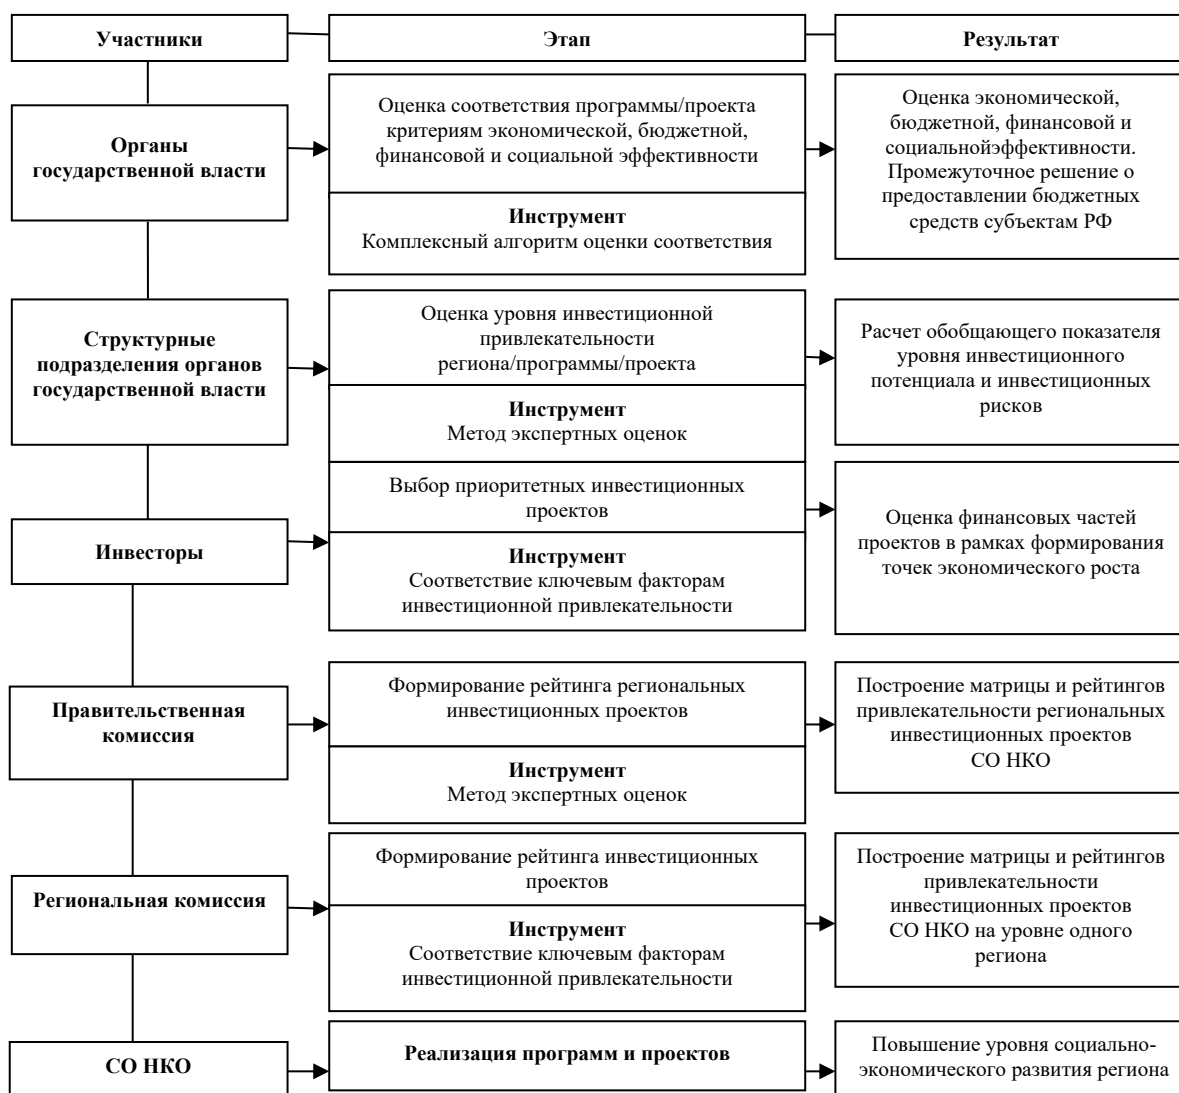 Участники
Этап
Результат
Органы
государственной власти
Оценка соответствия программы/проекта
критериям экономической, бюджетной,
финансовой и социальной эффективности
Инструмент
Комплексный алгоритм оценки соответствия
Оценка экономической,
бюджетной, финансовой и
социальнойэффективности.
Промежуточное решение о
предоставлении бюджетных
средств субъектам РФ
Структурные
подразделения органов
государственной власти
Оценка уровня инвестиционной
привлекательности
региона/программы/проекта
Инструмент
Метод экспертных оценок
Расчет обобщающего показателя
уровня инвестиционного
потенциала и инвестиционных
рисков
Инвесторы
Выбор приоритетных инвестиционных
проектов
Инструмент
Соответствие ключевым факторам
инвестиционной привлекательности
Оценка финансовых частей
проектов в рамках формирования
точек экономического роста
Правительственная
комиссия
Формирование рейтинга региональных
инвестиционных проектов
Инструмент
Метод экспертных оценок
Построение матрицы и рейтингов
привлекательности региональных
инвестиционных проектов
СО НКО
Региональная комиссия
Формирование рейтинга инвестиционных
проектов
Инструмент
Соответствие ключевым факторам
инвестиционной привлекательности
Построение матрицы и рейтингов
привлекательности
инвестиционных проектов
СО НКО на уровне одного
региона
СО НКО
Реализация программ и проектов
Повышение уровня социально-
экономического развития региона